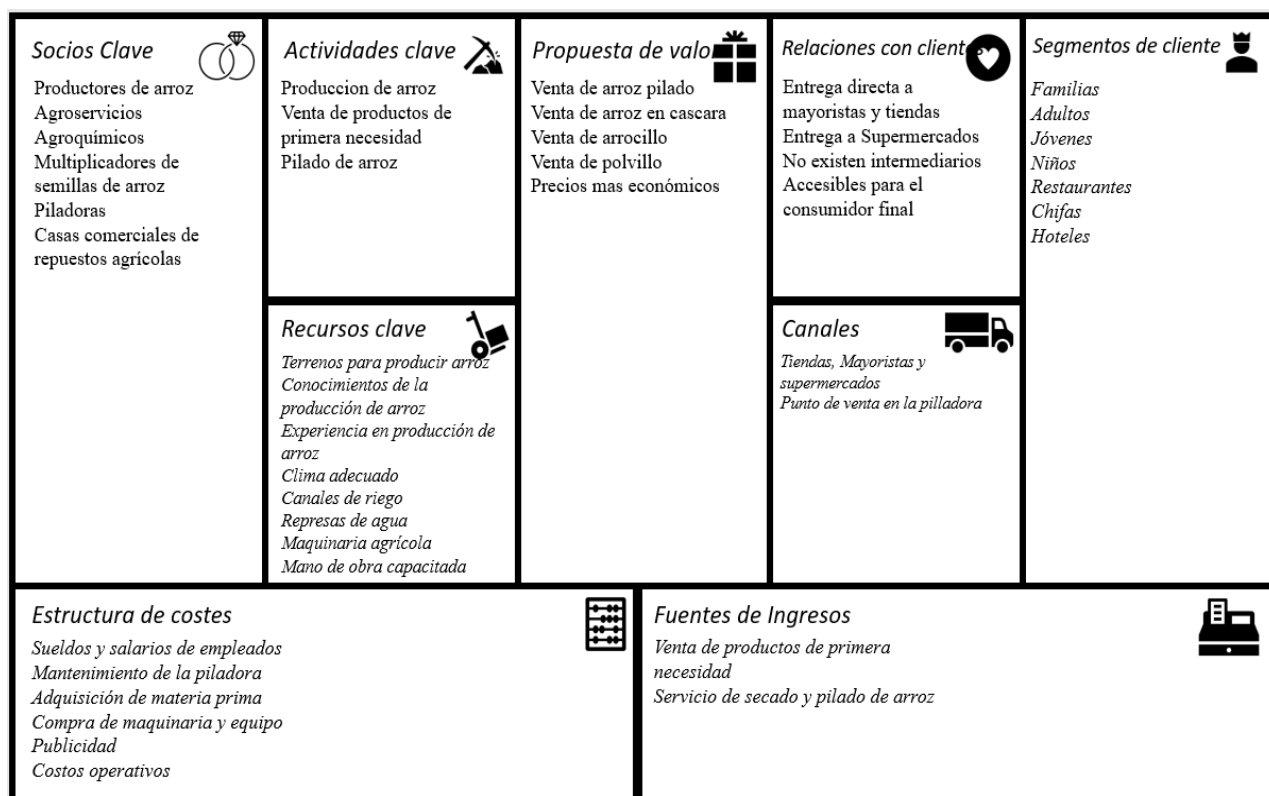 Socios Clave
Productores de arroz
Agroservicios
Agroquímicos
Multiplicadores de
semillas de arroz
Piladoras
Casas comerciales de
repuestos agrícolas
Actividades clave
Produccion de arroz
Venta de productos de
primera necesidad
Pilado de arroz
Recursos clave
Terrenos para producir arroz
Conocimientos de la
producción de arroz
Experiencia en producción de
arroz
Clima adecuado
Canales de riego
Represas de agua
Maquinaria agrícola
Mano de obra capacitada
Propuesta de valo
Venta de arroz pilado
Venta de arroz en cascara
Venta de arrocillo
Venta de polvillo
Precios mas económicos
Relaciones con clientes
Entrega directa a
mayoristas y tiendas
Entrega a Supermercados
No existen intermediarios
Accesibles para el
consumidor final
Canales
Tiendas, Mayoristas y
supermercados
Punto de venta en la pilladora
Segmentos de cliente
Familias
Adultos
Jóvenes
Niños
Restaurantes
Chifas
Hoteles
Estructura de costes
Sueldos y salarios de empleados
Mantenimiento de la piladora
Adquisición de materia prima
Compra de maquinaria y equipo
Publicidad
Costos operativos
Fuentes de Ingresos
Venta de productos de primera
necesidad
Servicio de secado y pilado de arroz